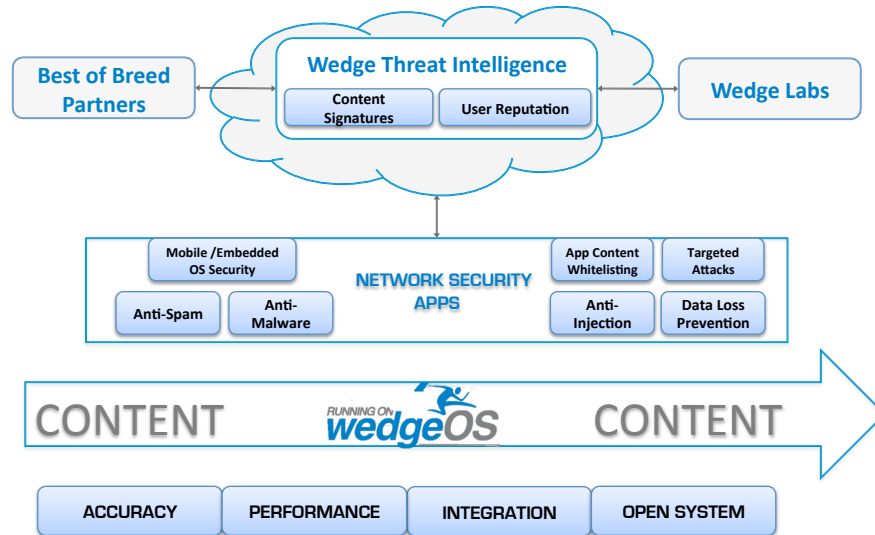 Best of Breed
Partners
Wedge Threat Intelligence
Content
Signatures
User Reputation
Wedge Labs
Mobile /Embedded
OS Security
Anti-Spam
Anti-
Malware
NETWORK SECURITY
APPS
App Content
Whitelisting
Targeted
Attacks
Anti-
Injection
Data Loss
Prevention
CONTENT
RUNNING ON
wedgeOS
CONTENT
ACCURACY
PERFORMANCE
INTEGRATION
OPEN SYSTEM